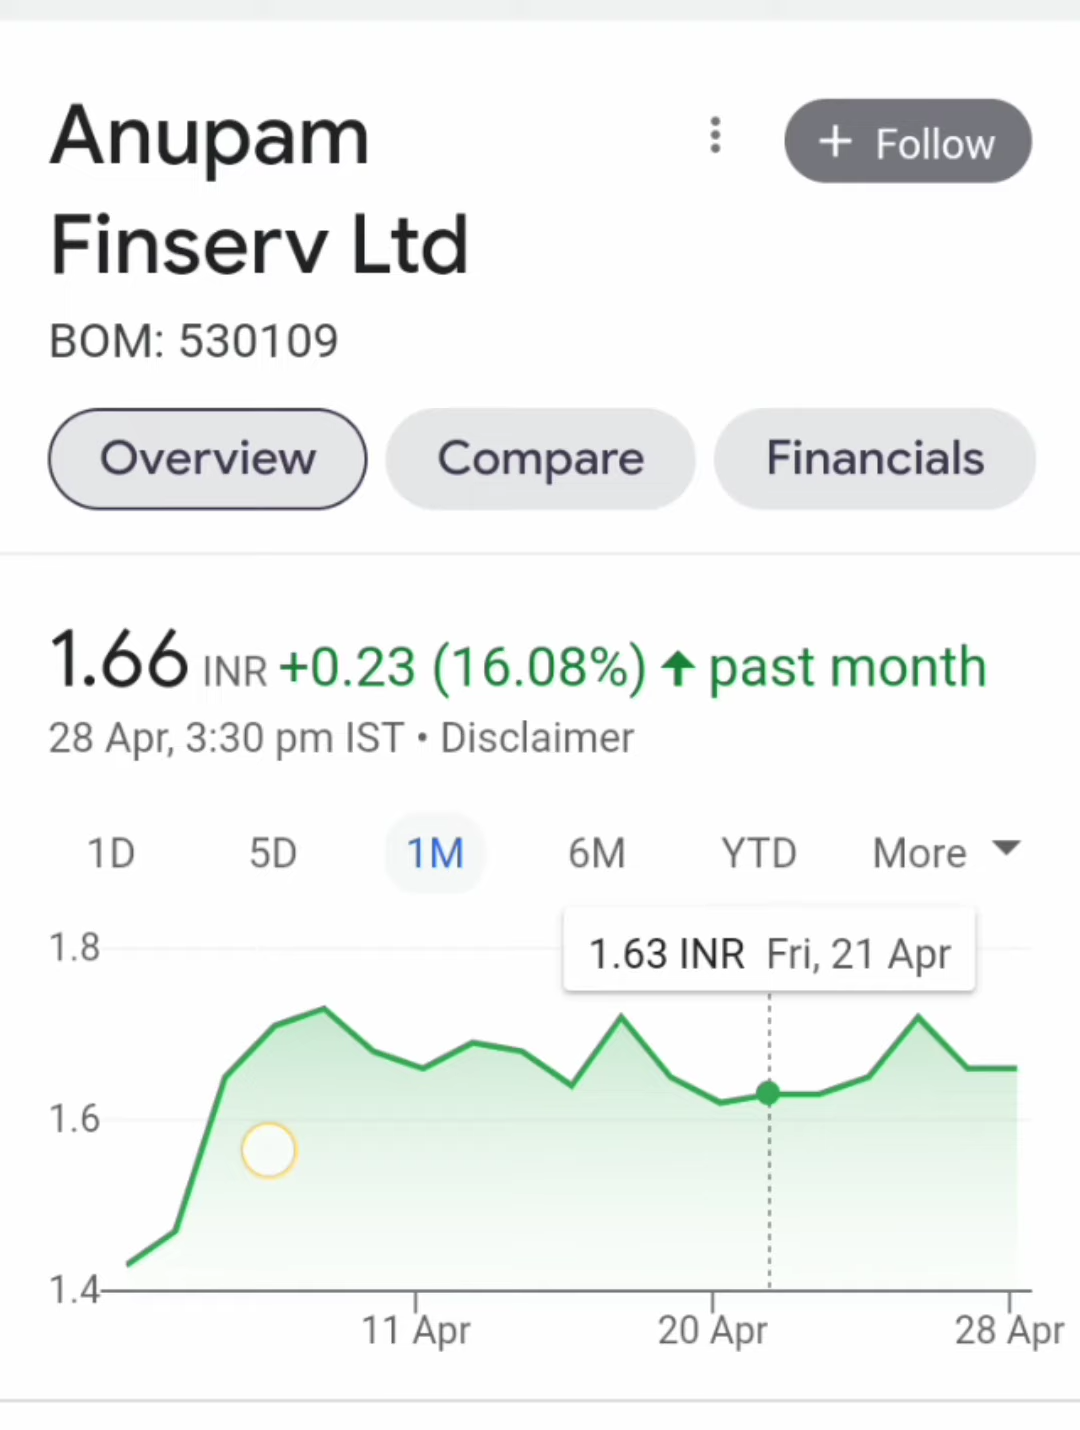 Anupam
Finserv Ltd
+ Follow
BOM: 530109
Overview Compare Financials
1.66 INR +0.23 (16.08%) ↑ past month
28 Apr, 3:30 pm IST • Disclaimer
1D 5D 1M 6M YTD More
1.63 INR Fri, 21 Apr
1.8
1.6
1.4
11 Apr 20 Apr 28 Apr